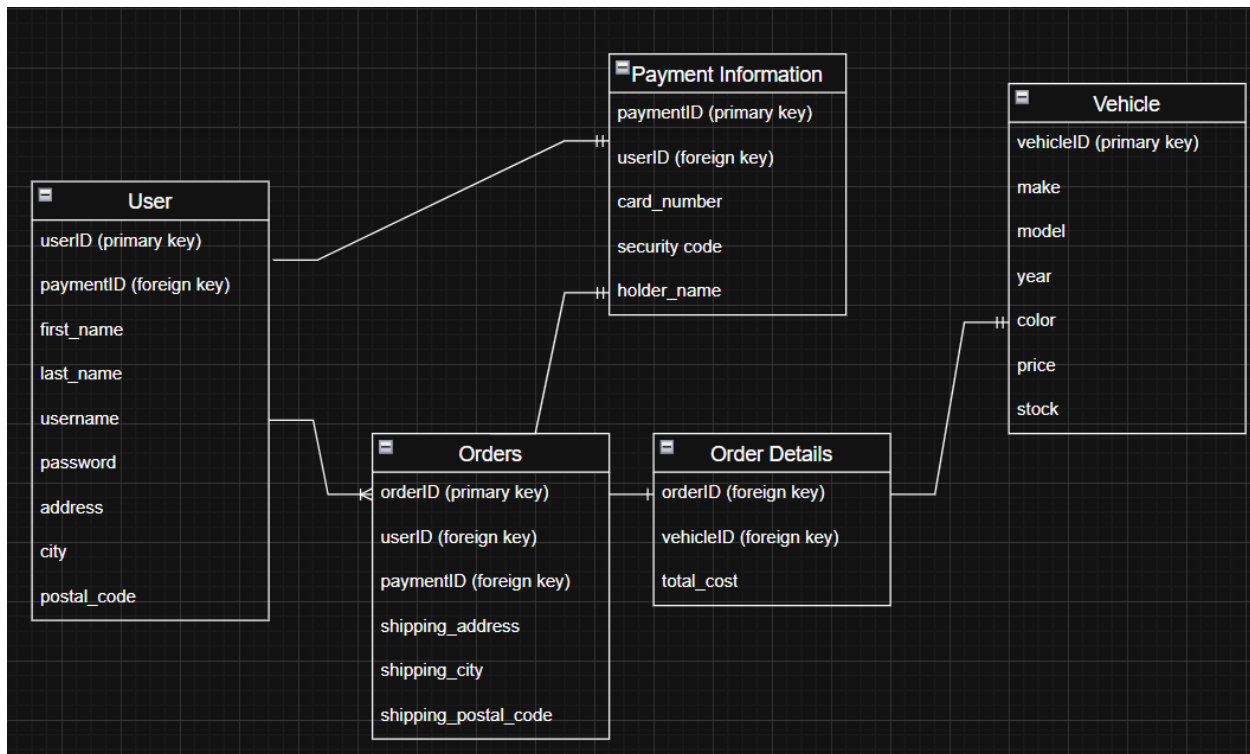 User
userID (primary key)
paymentID (foreign key)
first_name
last_name
username
password
address
city
postal_code
Payment Information
paymentID (primary key)
userID (foreign key)
card_number
security code
holder_name
Orders
orderID (primary key)
userID (foreign key)
paymentID (foreign key)
shipping_address
shipping_city
shipping_postal_code
Order Details
orderID (foreign key)
vehicleID (foreign key)
total_cost
Vehicle
vehicleID (primary key)
make
model
year
color
price
stock